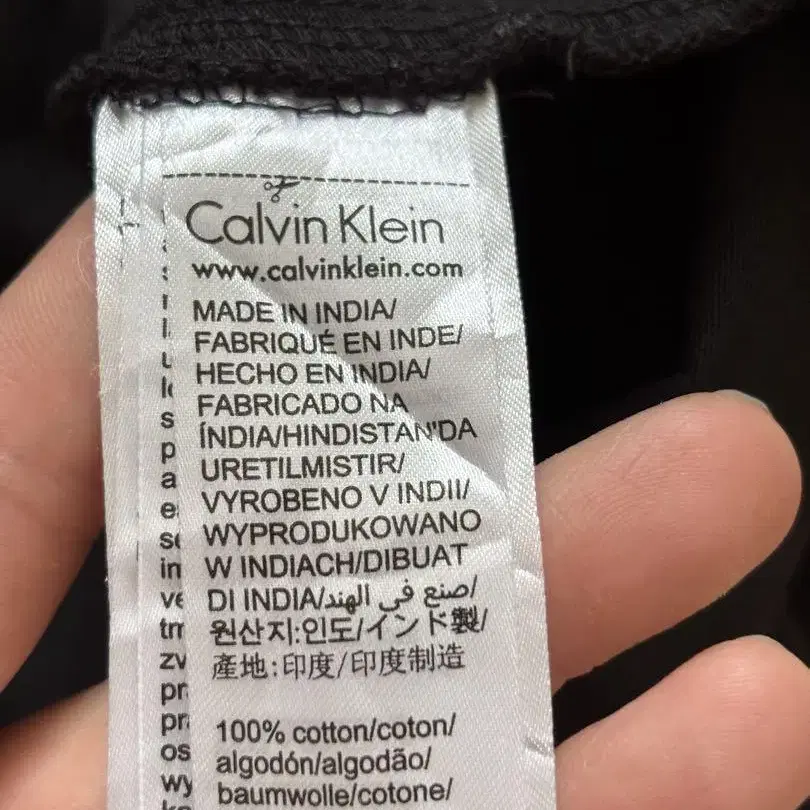 Calvin Klein
www.calvinklein.com
MADE IN INDIA/
FABRIQUÉ EN INDE/
HECHO EN INDIA/
FABRICADO NA
ÍNDIA/HINDISTAN'DA
URETILMISTIR/
VYROBENO V INDII/
WYPRODUKOWANO
W INDIACH/DIBUAT
DI INDIA/صنع في الهند/
원산지:인도/インド製/
產地:印度/印度制造
100% cotton/coton/
algodón/algodão/
baumwolle/cotone/